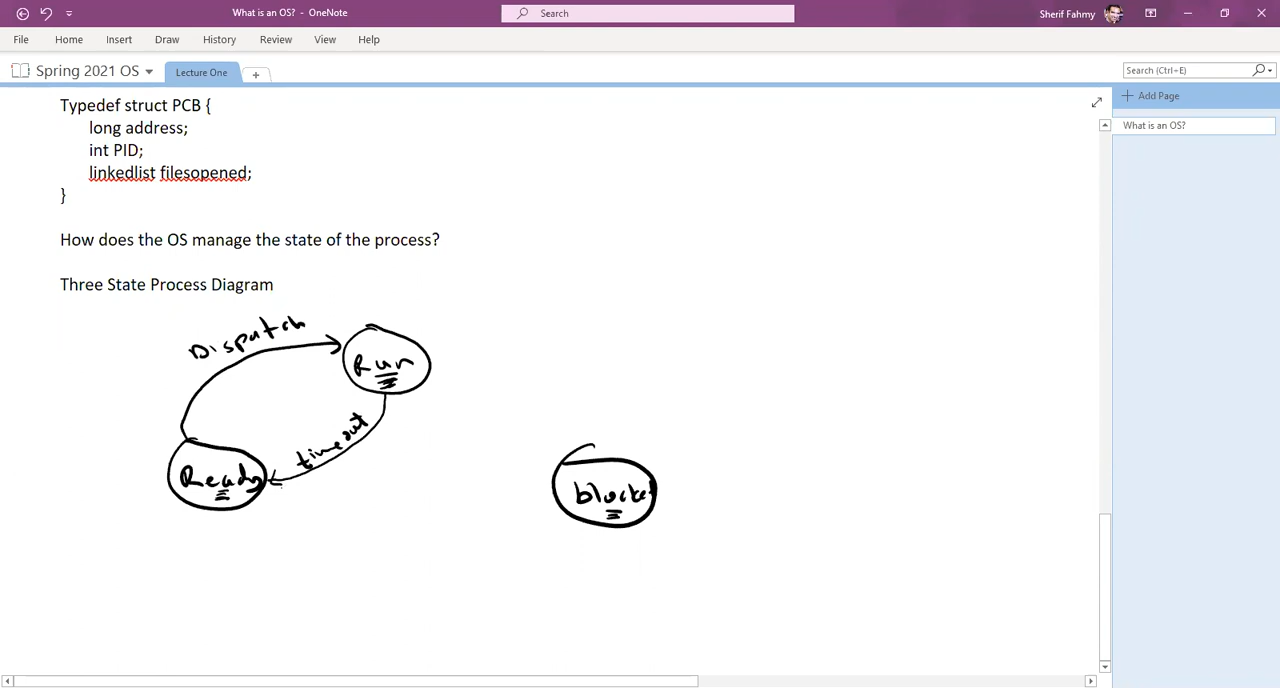 What is an OS? - OneNote
Search
Sherif Fahmy
File Home Insert Draw History Review View Help
Spring 2021 OS
Lecture One
Search (Ctrl+E)
Add Page
What is an OS?
Typedef struct PCB {
long address;
int PID;
linkedlist filesopened;
}
How does the OS manage the state of the process?
Three State Process Diagram
Dispatch
Run
timeout
Ready
blocke